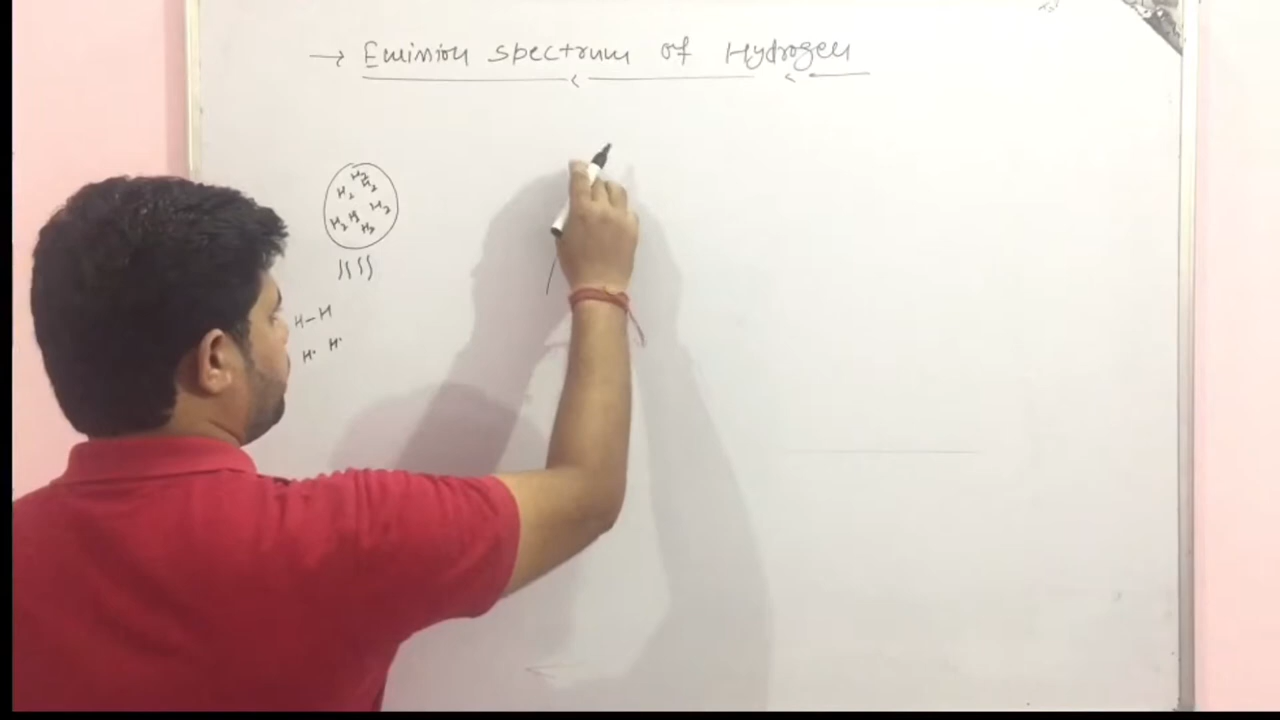 → Emission spectrum of Hydrogen
H2
H2 H2
H2
H2 H2
H2
H-H
H· H·